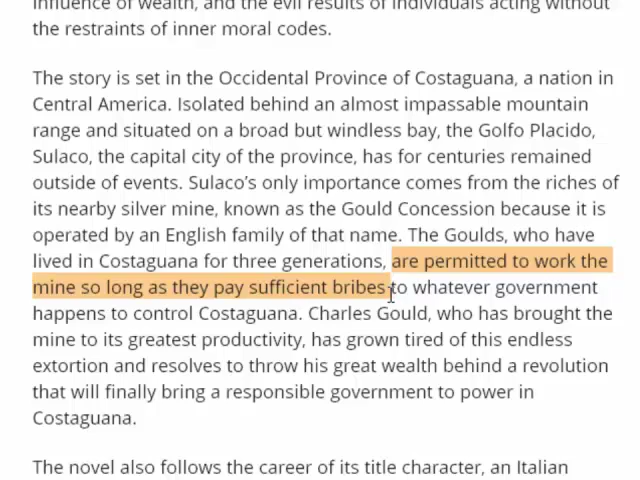 influence of wealth, and the evil results of individuals acting without
the restraints of inner moral codes.
The story is set in the Occidental Province of Costaguana, a nation in
Central America. Isolated behind an almost impassable mountain
range and situated on a broad but windless bay, the Golfo Placido,
Sulaco, the capital city of the province, has for centuries remained
outside of events. Sulaco’s only importance comes from the riches of
its nearby silver mine, known as the Gould Concession because it is
operated by an English family of that name. The Goulds, who have
lived in Costaguana for three generations, are permitted to work the
mine so long as they pay sufficient bribes to whatever government
happens to control Costaguana. Charles Gould, who has brought the
mine to its greatest productivity, has grown tired of this endless
extortion and resolves to throw his great wealth behind a revolution
that will finally bring a responsible government to power in
Costaguana.
The novel also follows the career of its title character, an Italian